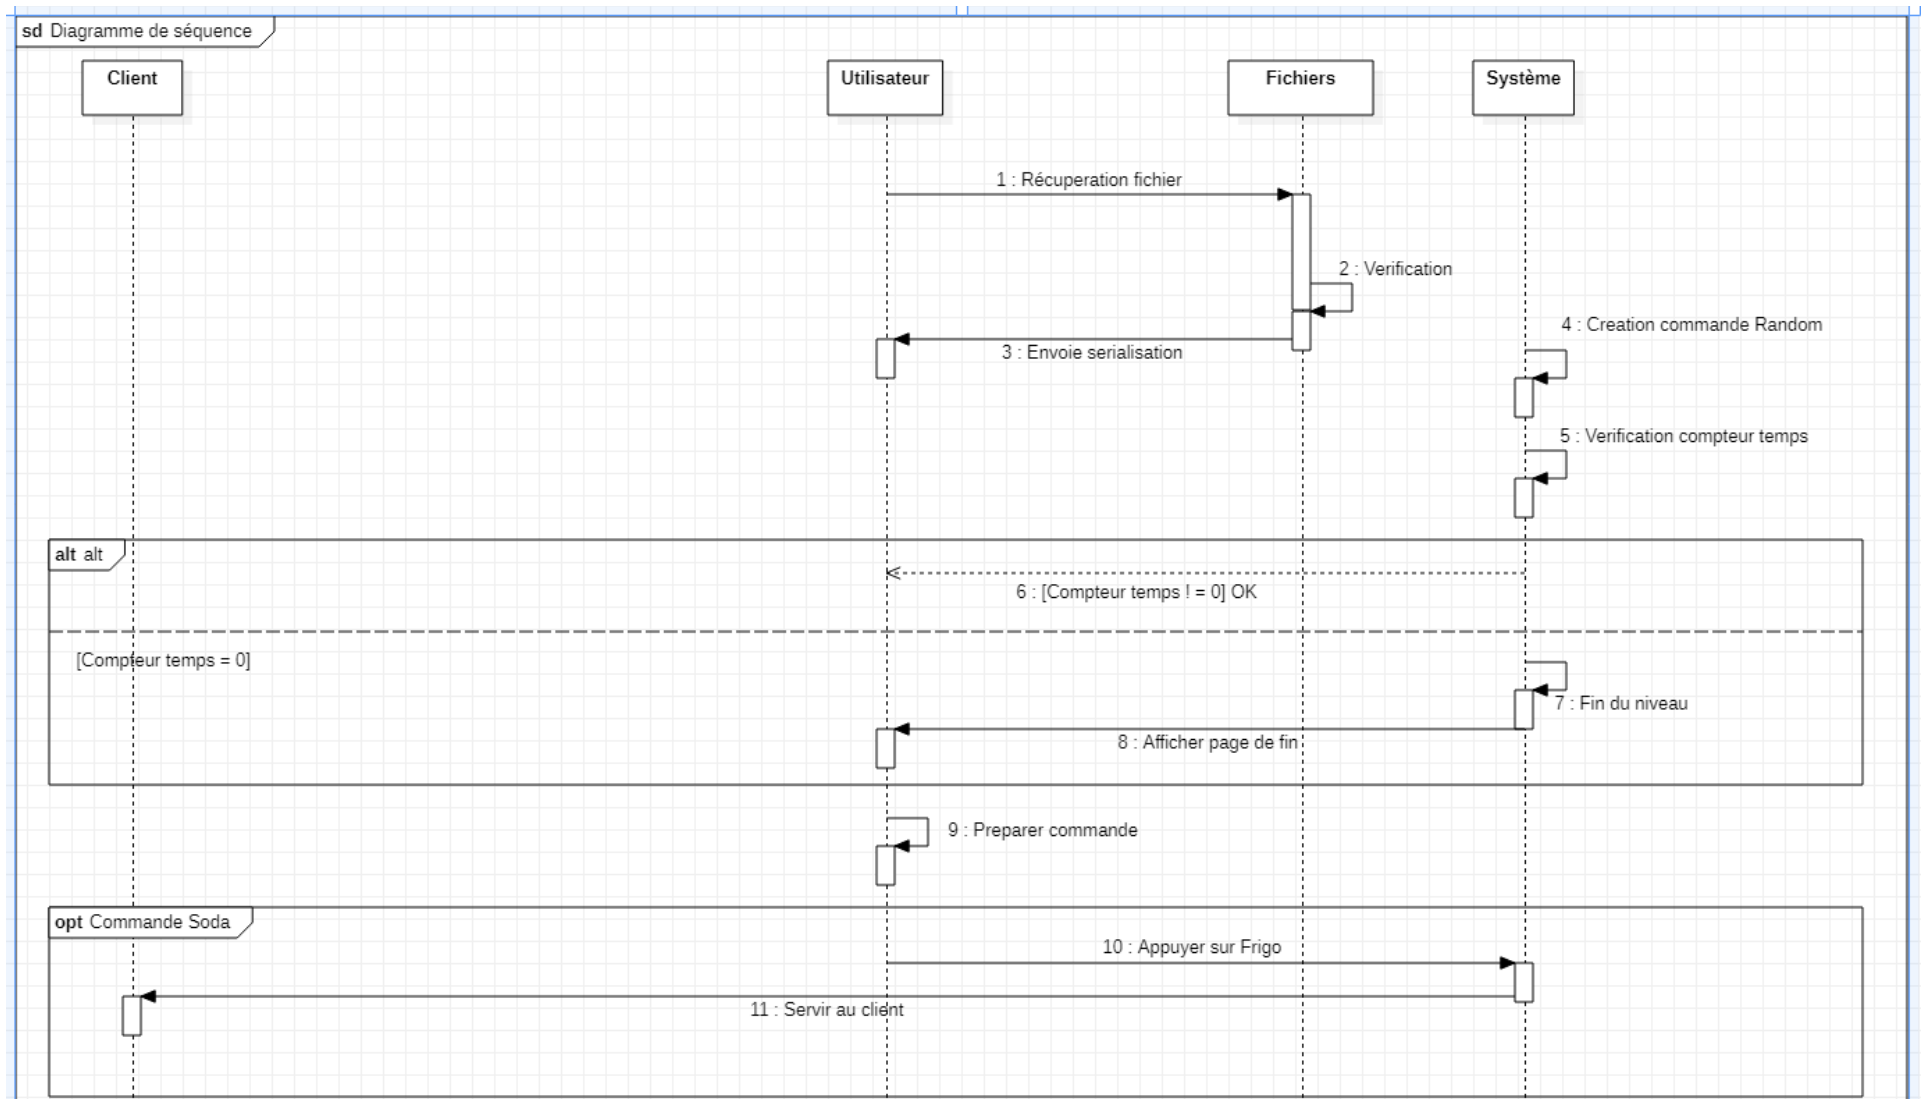 sd Diagramme de séquence
Client
Utilisateur
Fichiers
Système
1 : Récuperation fichier
2 : Verification
3 : Envoie serialisation
4 : Creation commande Random
5 : Verification compteur temps
alt alt
6 : [Compteur temps ! = 0] OK
[Compteur temps = 0]
7 : Fin du niveau
8 : Afficher page de fin
9 : Preparer commande
opt Commande Soda
10 : Appuyer sur Frigo
11 : Servir au client